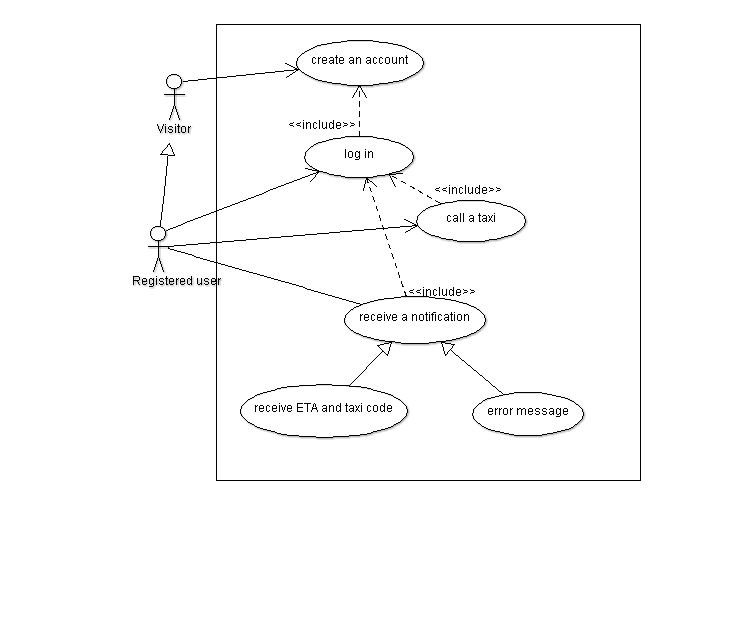 create an account
Visitor
<<include>>
log in
<<include>>
call a taxi
Registered user
<<include>>
receive a notification
receive ETA and taxi code
error message